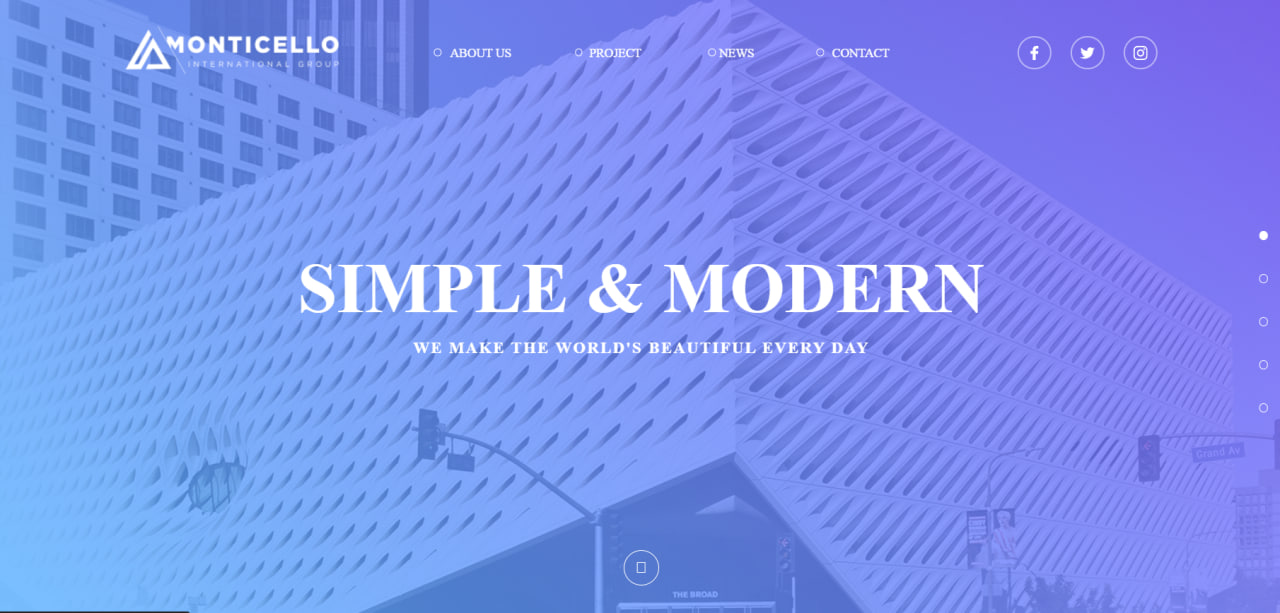 MONTICELLO
INTERNATIONAL GROUP
ABOUT US
PROJECT
NEWS
CONTACT
SIMPLE & MODERN
WE MAKE THE WORLD'S BEAUTIFUL EVERY DAY
Grand Av
THE BROAD